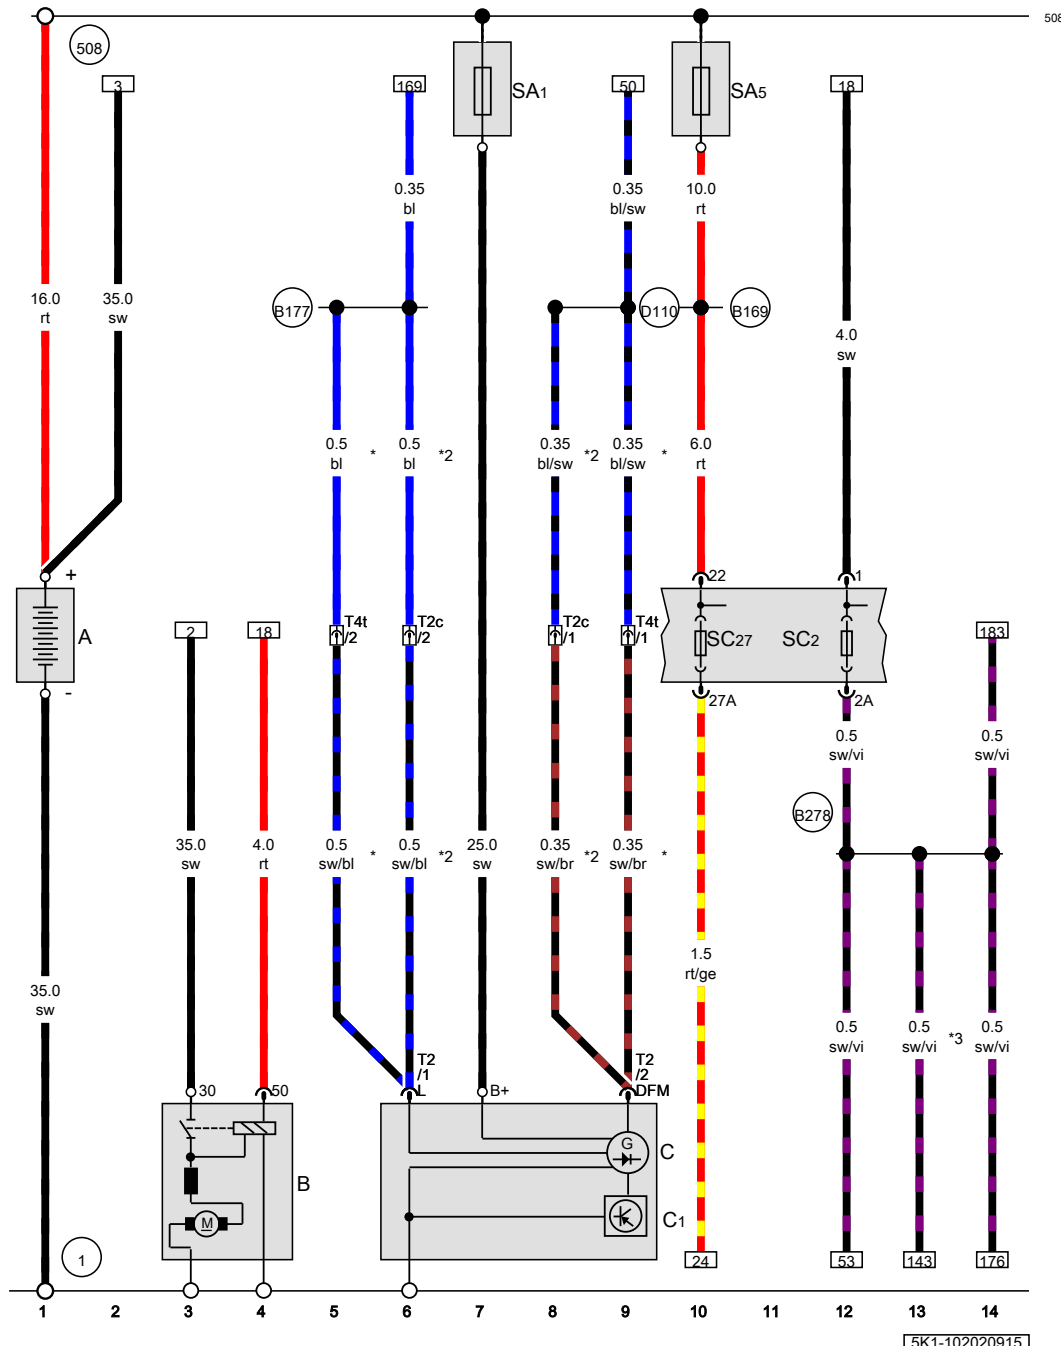 508
508
3
169
SA1
50
SA5
18
0.35
bl
0.35
bl/sw
10.0
rt
16.0
rt
35.0
sw
B177
D110
B169
4.0
sw
0.5
bl
*
0.5
bl
*2
0.35
bl/sw
*2
0.35
bl/sw
*
6.0
rt
+
22
1
A
2
18
T4t
/2
T2c
/2
T2c
/1
T4t
/1
SC27
SC2
183
-
27A
2A
0.5
sw/vi
0.5
sw/vi
B278
35.0
sw
4.0
rt
0.5
sw/bl
*
0.5
sw/bl
*2
25.0
sw
0.35
sw/br
*2
0.35
sw/br
*
1.5
rt/ge
35.0
sw
0.5
sw/vi
0.5
sw/vi
*3
0.5
sw/vi
T2
/1
T2
/2
30
50
L
B+
DFM
G
C
B
M
C1
1
24
53
143
176
1 2 3 4 5 6 7 8 9 10 11 12 13 14
5K1-102020915